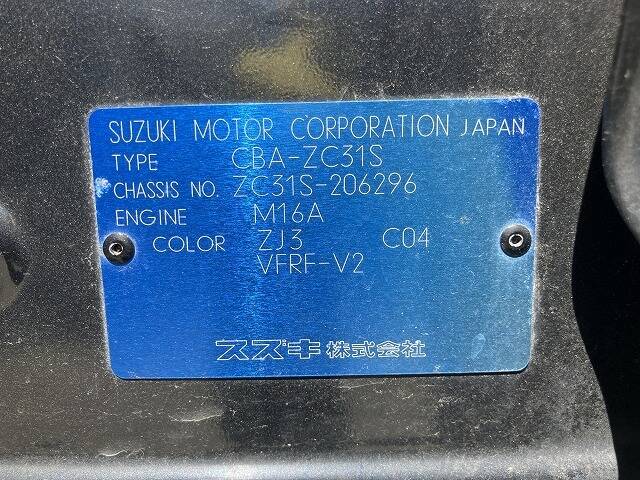 SUZUKI MOTOR CORPORATION JAPAN
TYPE CBA-ZC31S
CHASSIS NO. ZC31S-206296
ENGINE M16A
COLOR ZJ3 C04
VFRF-V2
スズキ株式会社